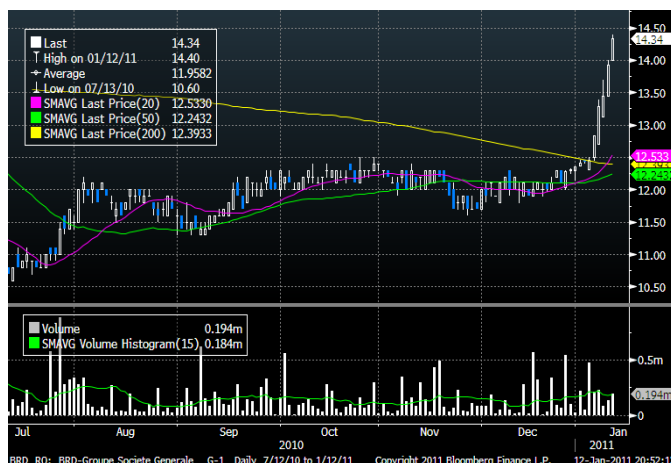 Last 14.34
High on 01/12/11 14.40
Average 11.9582
Low on 07/13/10 10.60
SMAVG Last Price(20) 12.5330
SMAVG Last Price(50) 12.2432
SMAVG Last Price(200) 12.3933
14.50
14.34
14.00
13.50
13.00
12.533
12.2432
12.00
11.50
11.00
10.50
Volume 0.194m
SMAVG Volume Histogram(15) 0.184m
0.5m
0.194m
0
Jul Aug Sep Oct Nov Dec Jan
2010 2011
BRD RO: BRD-Groupe Societe Generale G-1 Daily 7/12/10 to 1/12/11 Copyright 2011 Bloomberg Finance L.P. 12-Jan-2011 20:52:1